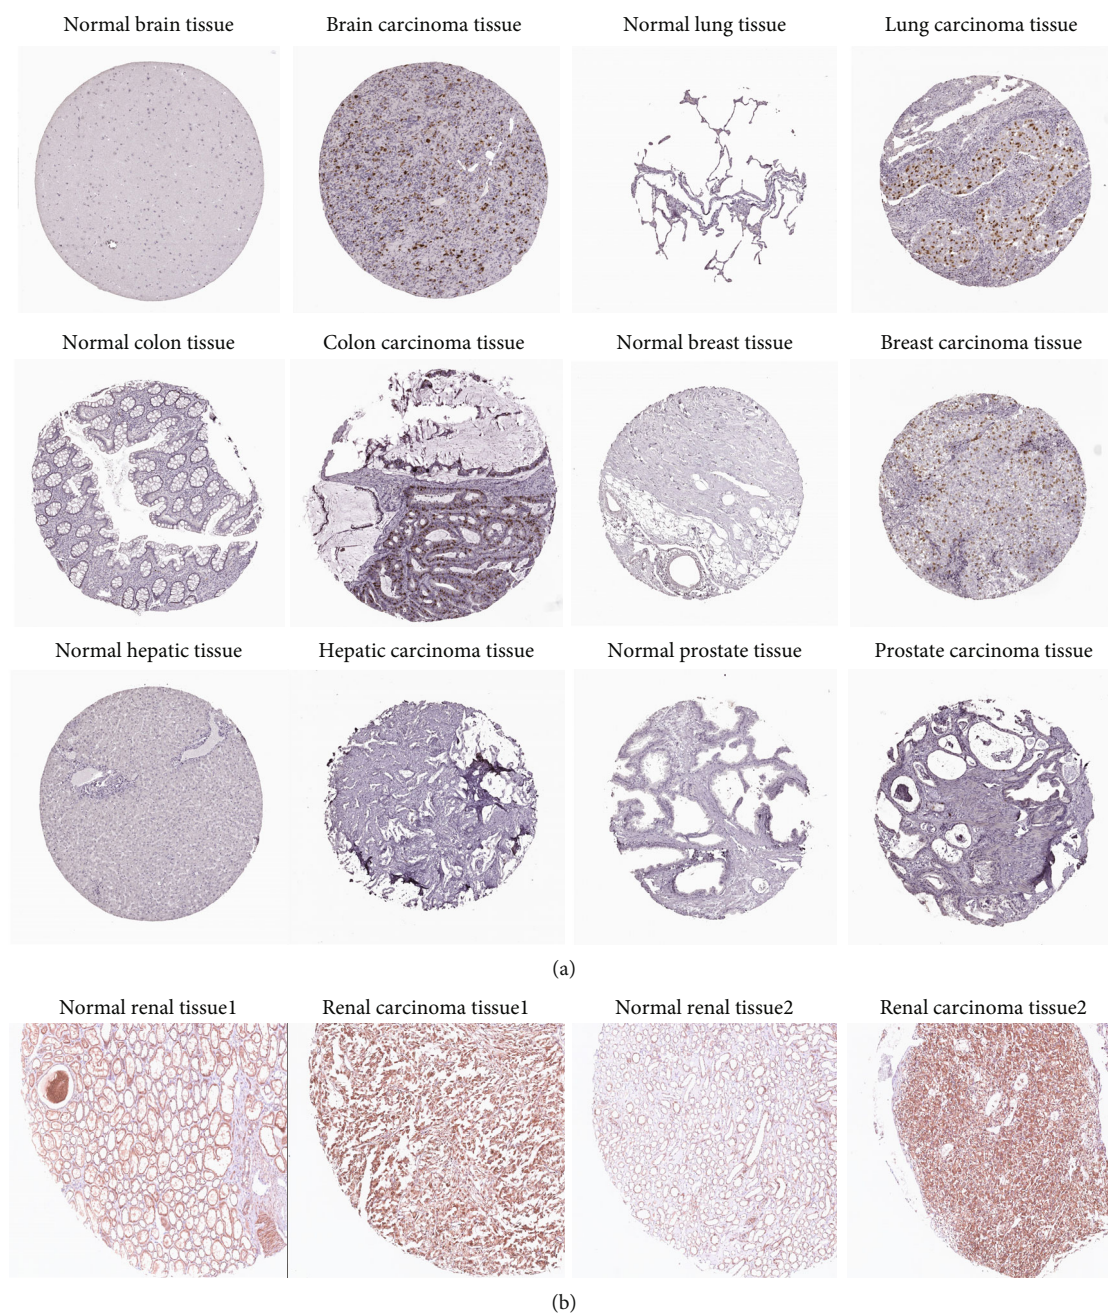 Normal brain tissue Brain carcinoma tissue Normal lung tissue Lung carcinoma tissue
Normal colon tissue Colon carcinoma tissue Normal breast tissue Breast carcinoma tissue
Normal hepatic tissue Hepatic carcinoma tissue Normal prostate tissue Prostate carcinoma tissue
(a)
Normal renal tissue1 Renal carcinoma tissue1 Normal renal tissue2 Renal carcinoma tissue2
(b)